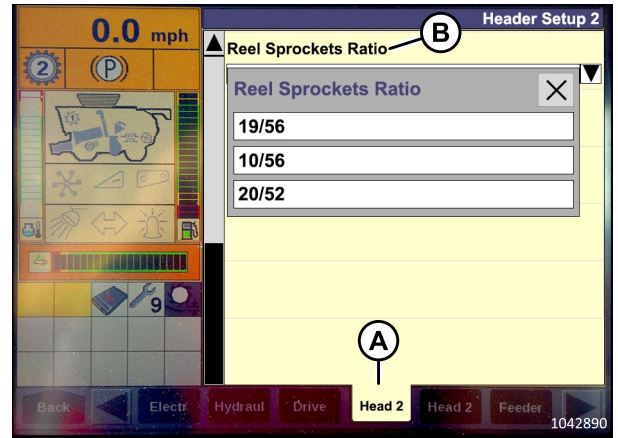 Header Setup 2
0.0 mph
B
Reel Sprockets Ratio
2
(P)
Reel Sprockets Ratio
19/56
10/56
20/52
9
A
Back
Electr
Hydraul
Drive
Head 2
Head 2
Feeder
1042890